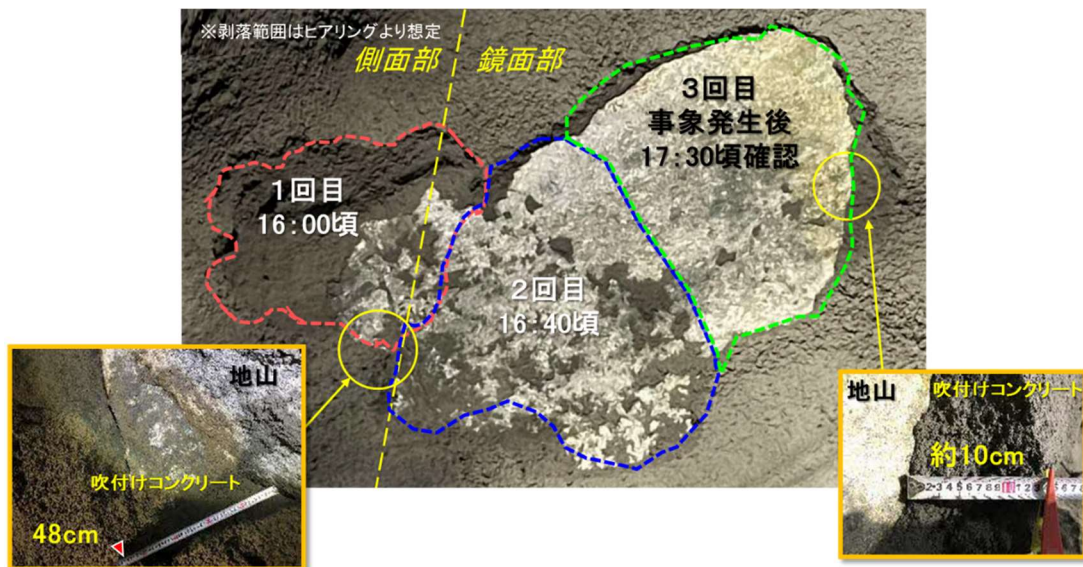 ※剥落範囲はヒアリングより想定
側面部
鏡面部
3回目
事象発生後
17:30頃確認
1回目
16:00頃
2回目
16:40頃
地山
吹付けコンクリート
48cm
地山
吹付けコンクリート
約10cm